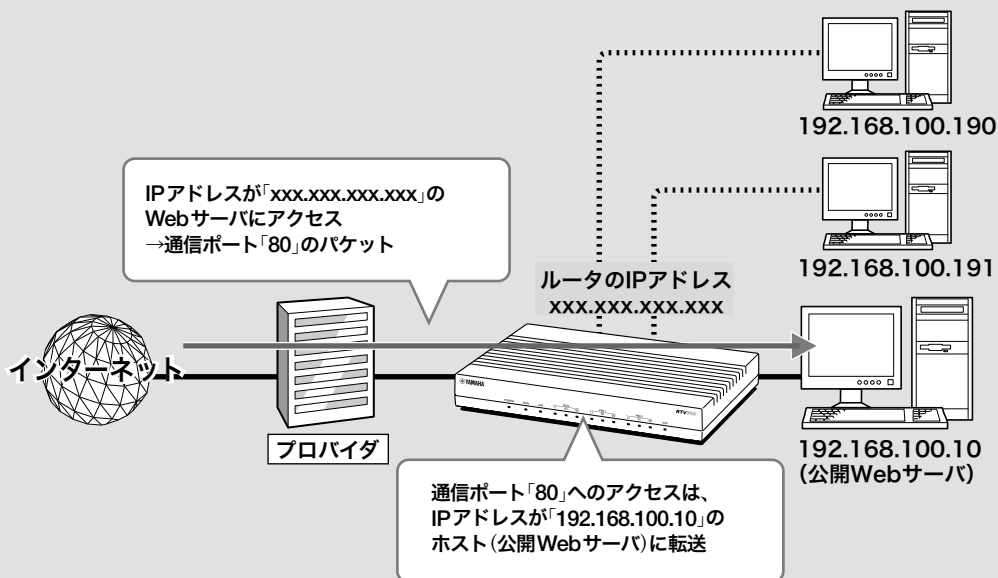 192.168.100.190
192.168.100.191
IPアドレスが「xxx.xxx.xxx.xxx」の
Webサーバにアクセス
→通信ポート「80」のパケット
ルータのIPアドレス
xxx.xxx.xxx.xxx
インターネット
プロバイダ
YAMAHA
192.168.100.10
(公開Webサーバ)
通信ポート「80」へのアクセスは、
IPアドレスが「192.168.100.10」の
ホスト(公開Webサーバ)に転送